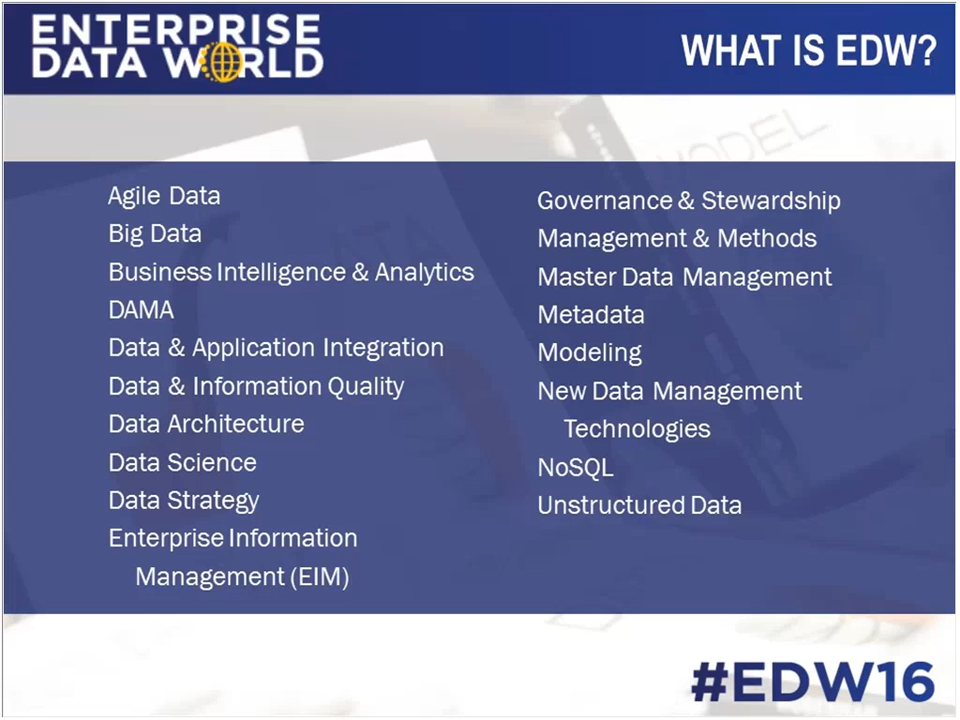 ENTERPRISE
DATA WORLD
WHAT IS EDW?
MODEL
DATA
Agile Data
Big Data
Business Intelligence & Analytics
DAMA
Data & Application Integration
Data & Information Quality
Data Architecture
Data Science
Data Strategy
Enterprise Information
Management (EIM)
Governance & Stewardship
Management & Methods
Master Data Management
Metadata
Modeling
New Data Management
Technologies
NoSQL
Unstructured Data
#EDW16